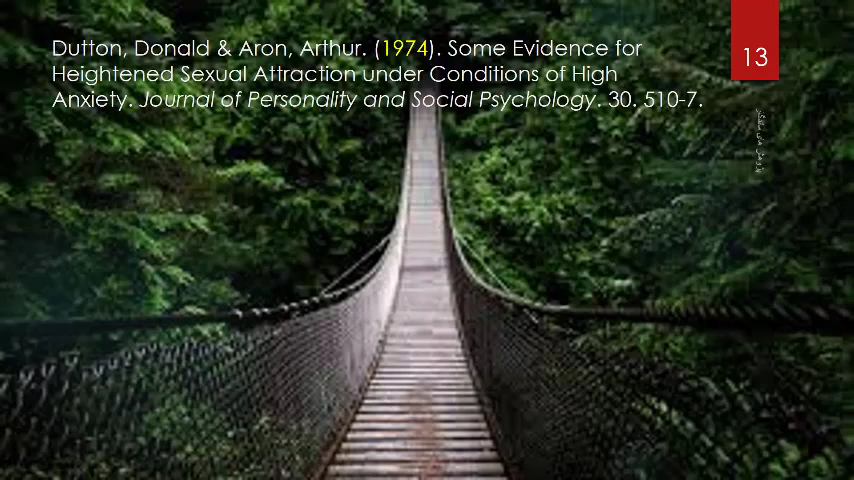 Dutton, Donald & Aron, Arthur. (1974). Some Evidence for
Heightened Sexual Attraction under Conditions of High
Anxiety. Journal of Personality and Social Psychology. 30. 510-7.
13